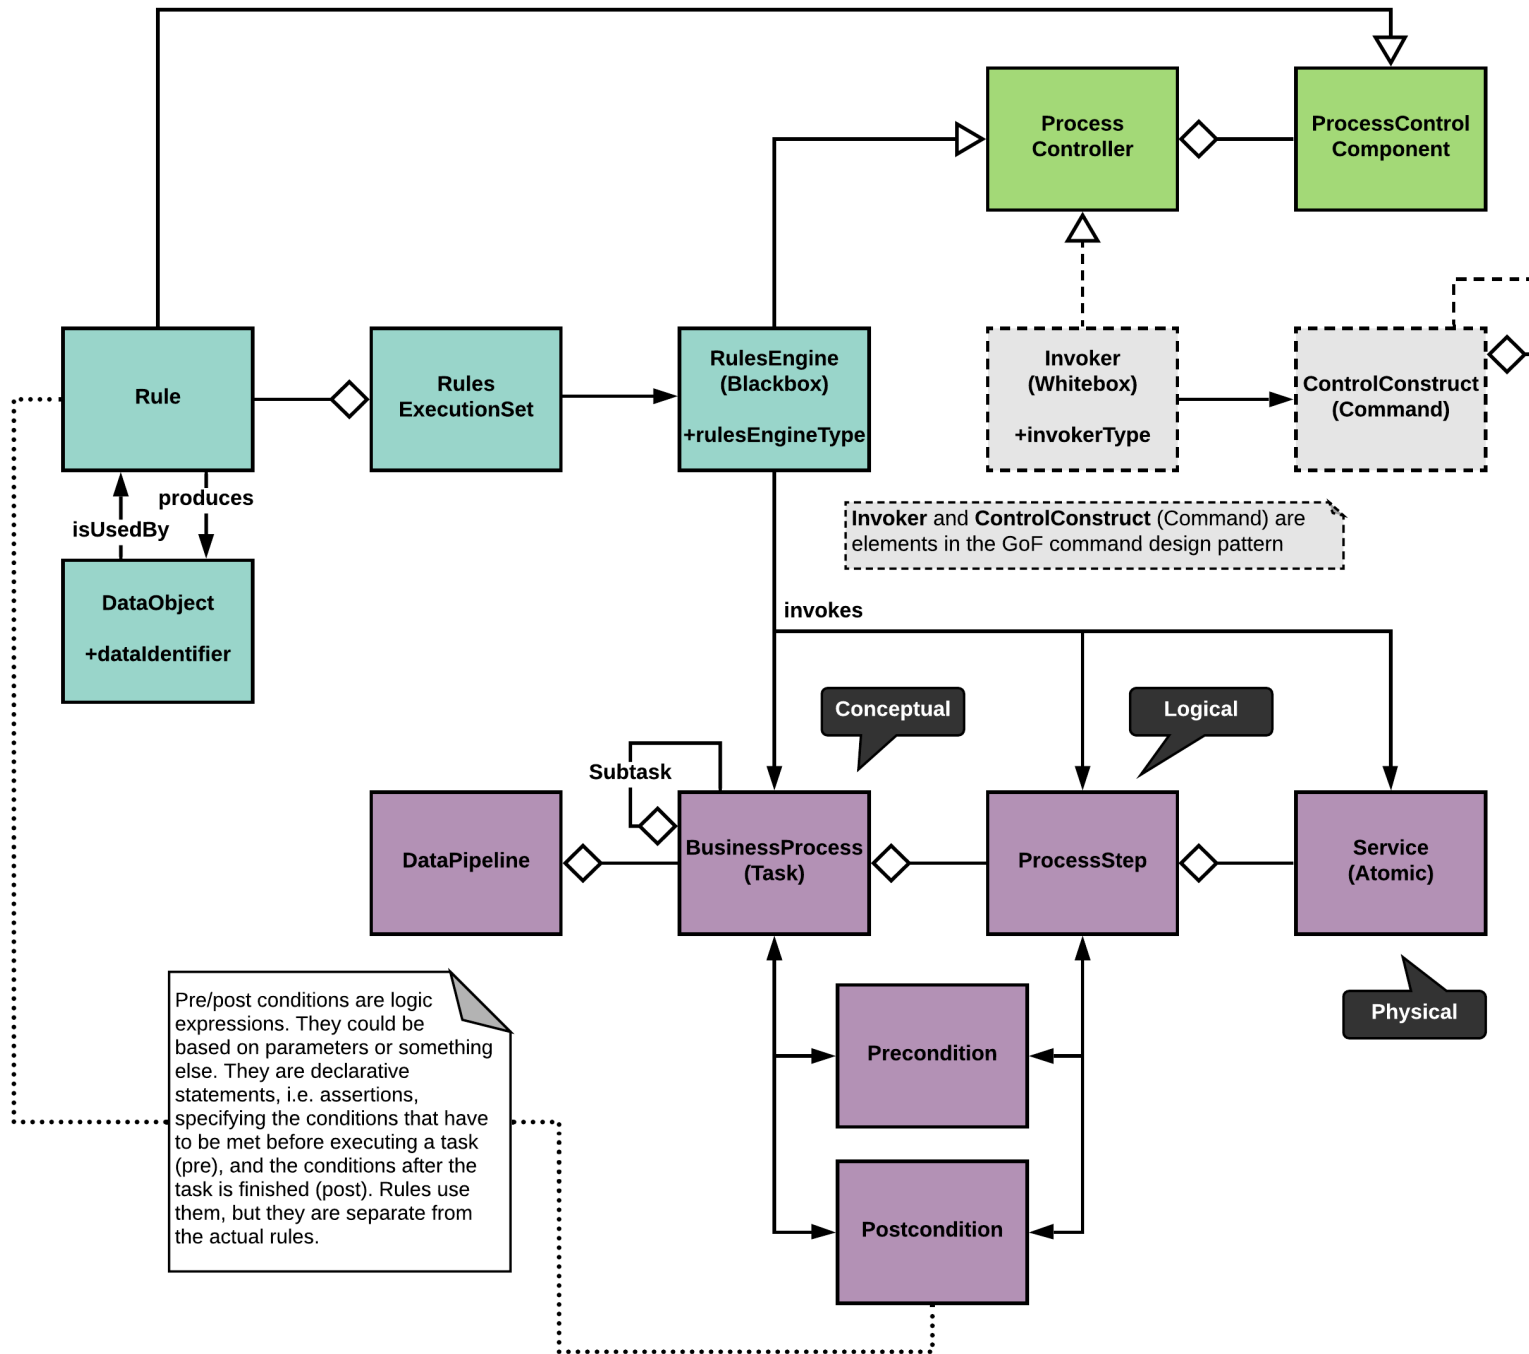 Process
Controller
ProcessControl
Component
Rule
Rules
ExecutionSet
RulesEngine
(Blackbox)
+rulesEngineType
Invoker
(Whitebox)
+invokerType
ControlConstruct
(Command)
produces
isUsedBy
Invoker and ControlConstruct (Command) are
elements in the GoF command design pattern
DataObject
+dataIdentifier
invokes
Conceptual
Logical
Subtask
DataPipeline
BusinessProcess
(Task)
ProcessStep
Service
(Atomic)
Physical
Pre/post conditions are logic
expressions. They could be
based on parameters or something
else. They are declarative
statements, i.e. assertions,
specifying the conditions that have
to be met before executing a task
(pre), and the conditions after the
task is finished (post). Rules use
them, but they are separate from
the actual rules.
Precondition
Postcondition